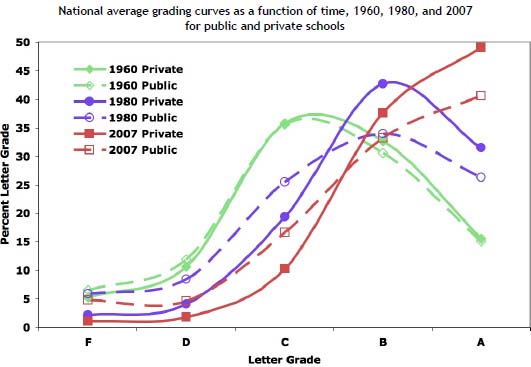 National average grading curves as a function of time, 1960, 1980, and 2007
for public and private schools
50
45
40
35
30
25
20
15
10
5
0
Percent Letter Grade
1960 Private
1960 Public
1980 Private
1980 Public
2007 Private
2007 Public
F D C B A
Letter Grade